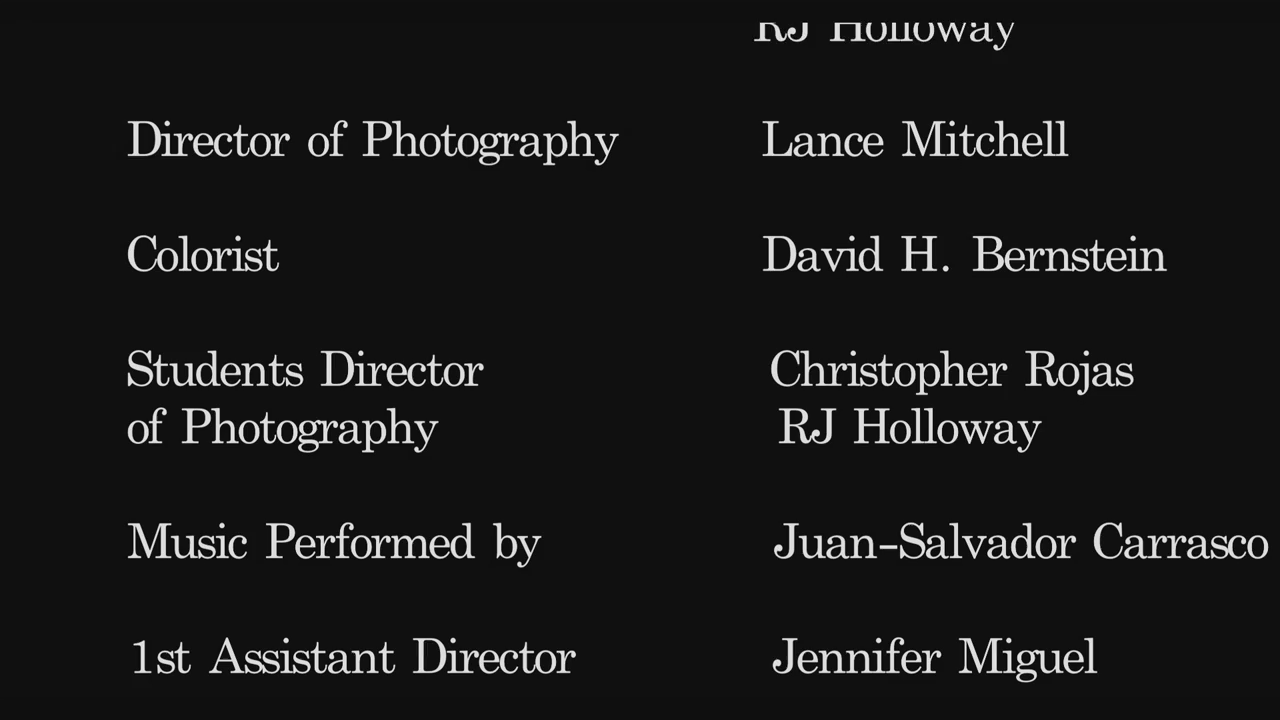 RJ Holloway
Director of Photography Lance Mitchell
Colorist David H. Bernstein
Students Director Christopher Rojas
of Photography RJ Holloway
Music Performed by Juan-Salvador Carrasco
1st Assistant Director Jennifer Miguel